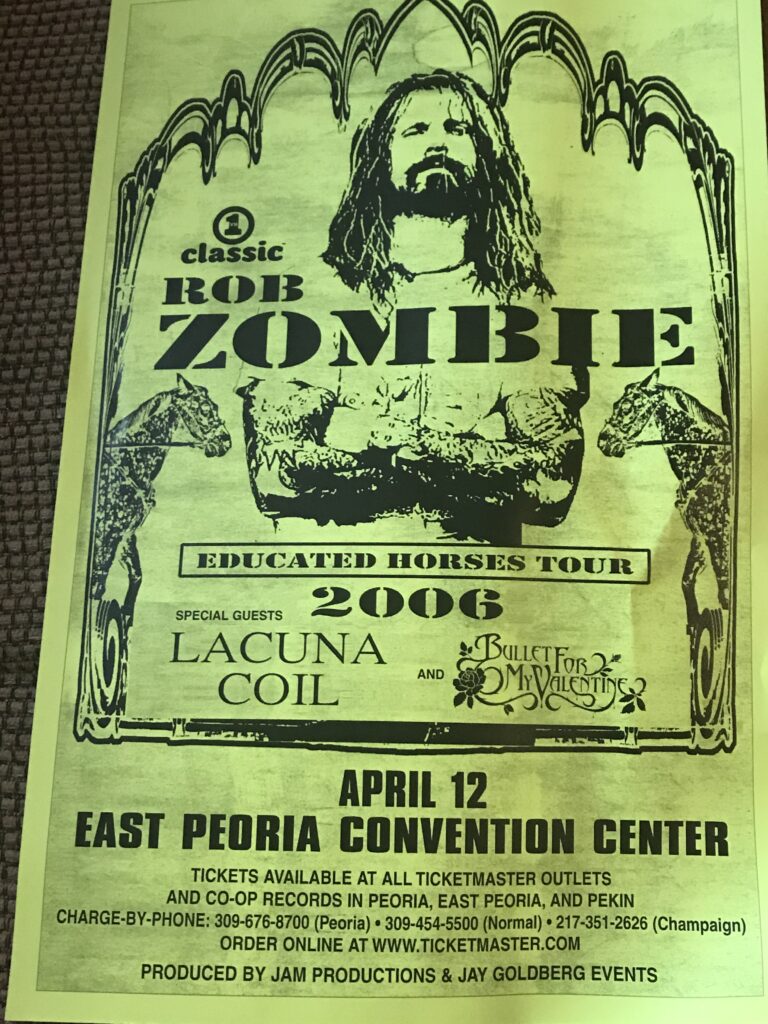 1
classic
ROB
ZOMBIE
EDUCATED HORSES TOUR
2006
SPECIAL GUESTS
LACUNA
COIL
AND
BULLET FOR
MY VALENTINE
APRIL 12
EAST PEORIA CONVENTION CENTER
TICKETS AVAILABLE AT ALL TICKETMASTER OUTLETS
AND CO-OP RECORDS IN PEORIA, EAST PEORIA, AND PEKIN
CHARGE-BY-PHONE: 309-676-8700 (Peoria) • 309-454-5500 (Normal) • 217-351-2626 (Champaign)
ORDER ONLINE AT WWW.TICKETMASTER.COM
PRODUCED BY JAM PRODUCTIONS & JAY GOLDBERG EVENTS